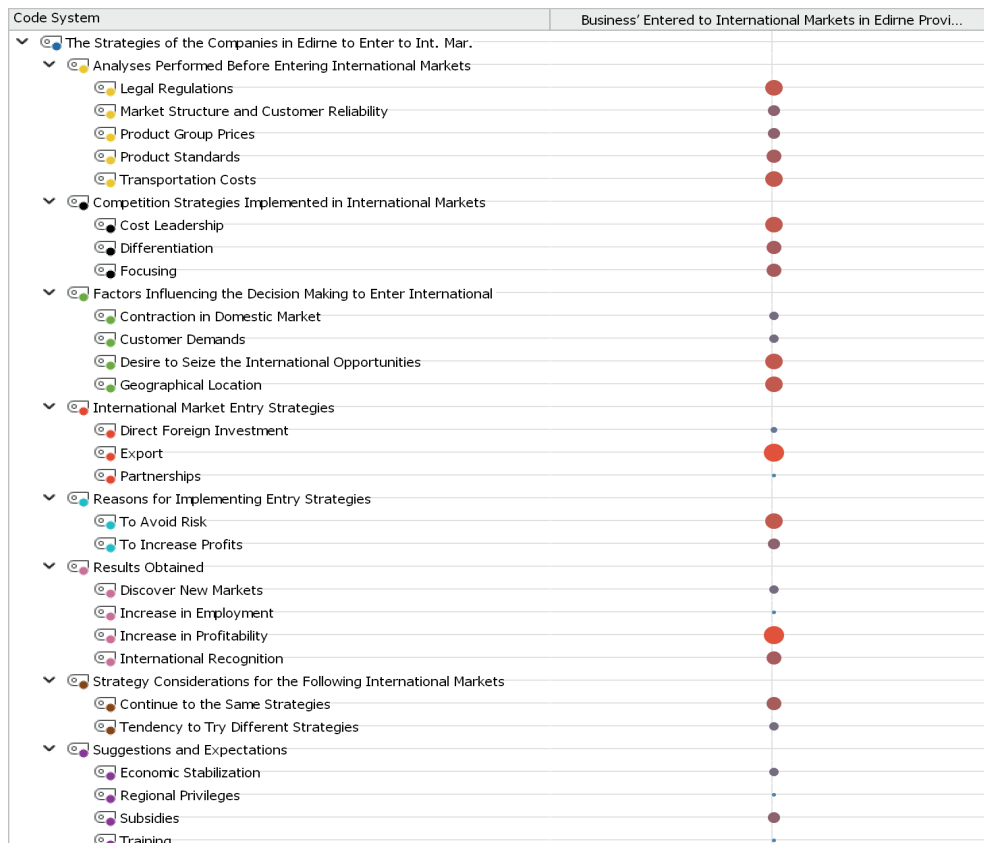 Code System
Business’ Entered to International Markets in Edirne Provi...
The Strategies of the Companies in Edirne to Enter to Int. Mar.
Analyses Performed Before Entering International Markets
Legal Regulations
Market Structure and Customer Reliability
Product Group Prices
Product Standards
Transportation Costs
Competition Strategies Implemented in International Markets
Cost Leadership
Differentiation
Focusing
Factors Influencing the Decision Making to Enter International
Contraction in Domestic Market
Customer Demands
Desire to Seize the International Opportunities
Geographical Location
International Market Entry Strategies
Direct Foreign Investment
Export
Partnerships
Reasons for Implementing Entry Strategies
To Avoid Risk
To Increase Profits
Results Obtained
Discover New Markets
Increase in Employment
Increase in Profitability
International Recognition
Strategy Considerations for the Following International Markets
Continue to the Same Strategies
Tendency to Try Different Strategies
Suggestions and Expectations
Economic Stabilization
Regional Privileges
Subsidies
Training